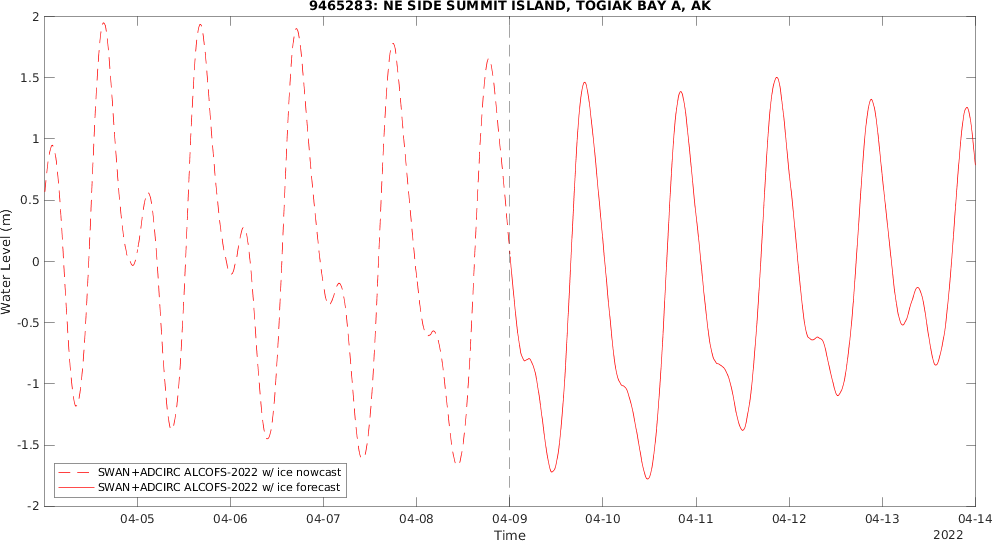 9465283: NE SIDE SUMMIT ISLAND, TOGIAK BAY A, AK
2
1.5
1
0.5
0
-0.5
-1
-1.5
-2
Water Level (m)
SWAN+ADCIRC ALCOFS-2022 w/ ice nowcast
SWAN+ADCIRC ALCOFS-2022 w/ ice forecast
04-05 04-06 04-07 04-08 04-09 04-10 04-11 04-12 04-13 04-14
Time
2022